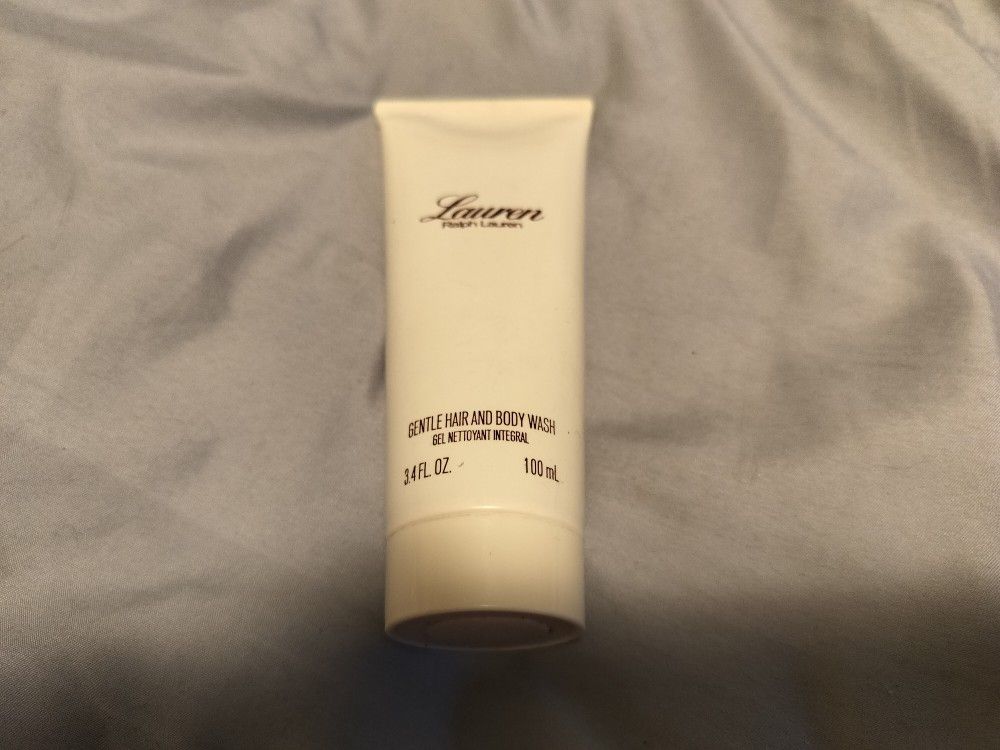 Lauren
Ralph Lauren
GENTLE HAIR AND BODY WASH
GEL NETTOYANT INTEGRAL
3.4 FL. OZ. 100 mL